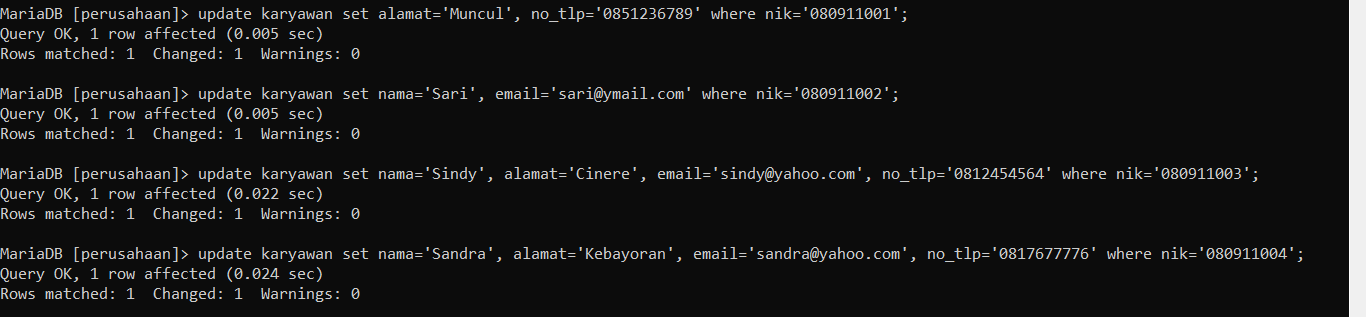 MariaDB [perusahaan]> update karyawan set alamat='Muncul', no_tlp='0851236789' where nik='080911001';
Query OK, 1 row affected (0.005 sec)
Rows matched: 1  Changed: 1  Warnings: 0
MariaDB [perusahaan]> update karyawan set nama='Sari', email='sari@ymail.com' where nik='080911002';
Query OK, 1 row affected (0.005 sec)
Rows matched: 1  Changed: 1  Warnings: 0
MariaDB [perusahaan]> update karyawan set nama='Sindy', alamat='Cinere', email='sindy@yahoo.com', no_tlp='0812454564' where nik='080911003';
Query OK, 1 row affected (0.022 sec)
Rows matched: 1  Changed: 1  Warnings: 0
MariaDB [perusahaan]> update karyawan set nama='Sandra', alamat='Kebayoran', email='sandra@yahoo.com', no_tlp='0817677776' where nik='080911004';
Query OK, 1 row affected (0.024 sec)
Rows matched: 1  Changed: 1  Warnings: 0